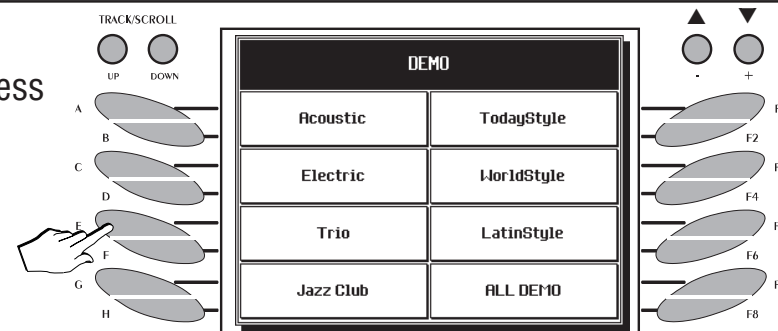 TRACK/SCROLL
UP DOWN
ess
- +
DEMO
A
B
C
D
E
F
G
H
Acoustic TodayStyle
Electric WorldStyle
Trio LatinStyle
Jazz Club ALL DEMO
F2
F4
F6
F8